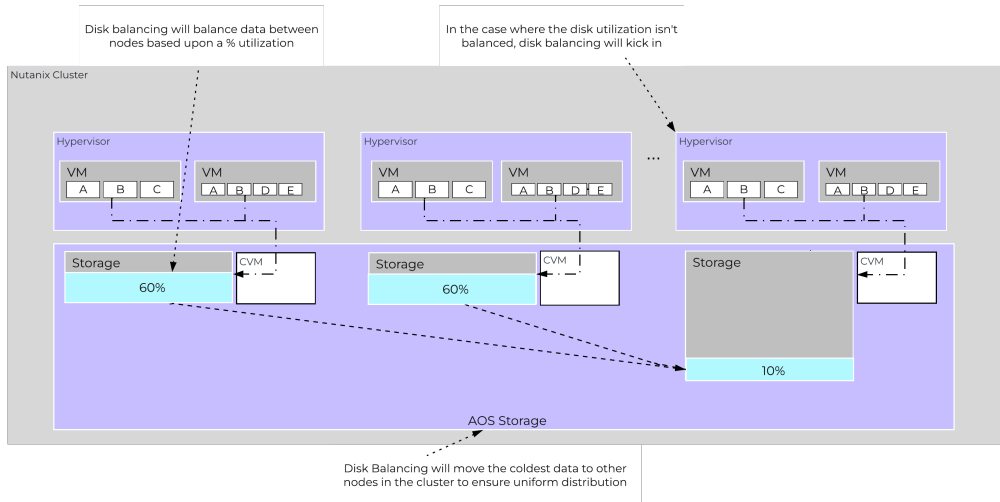 Disk balancing will balance data between
nodes based upon a % utilization
In the case where the disk utilization isn't
balanced, disk balancing will kick in
Nutanix Cluster
Hypervisor
VM
A B C
VM
A B D E
Hypervisor
VM
A B C
VM
A B D E
...
Hypervisor
VM
A B C
VM
A B D E
Storage
60%
CVM
Storage
60%
CVM
Storage
10%
CVM
AOS Storage
Disk Balancing will move the coldest data to other
nodes in the cluster to ensure uniform distribution